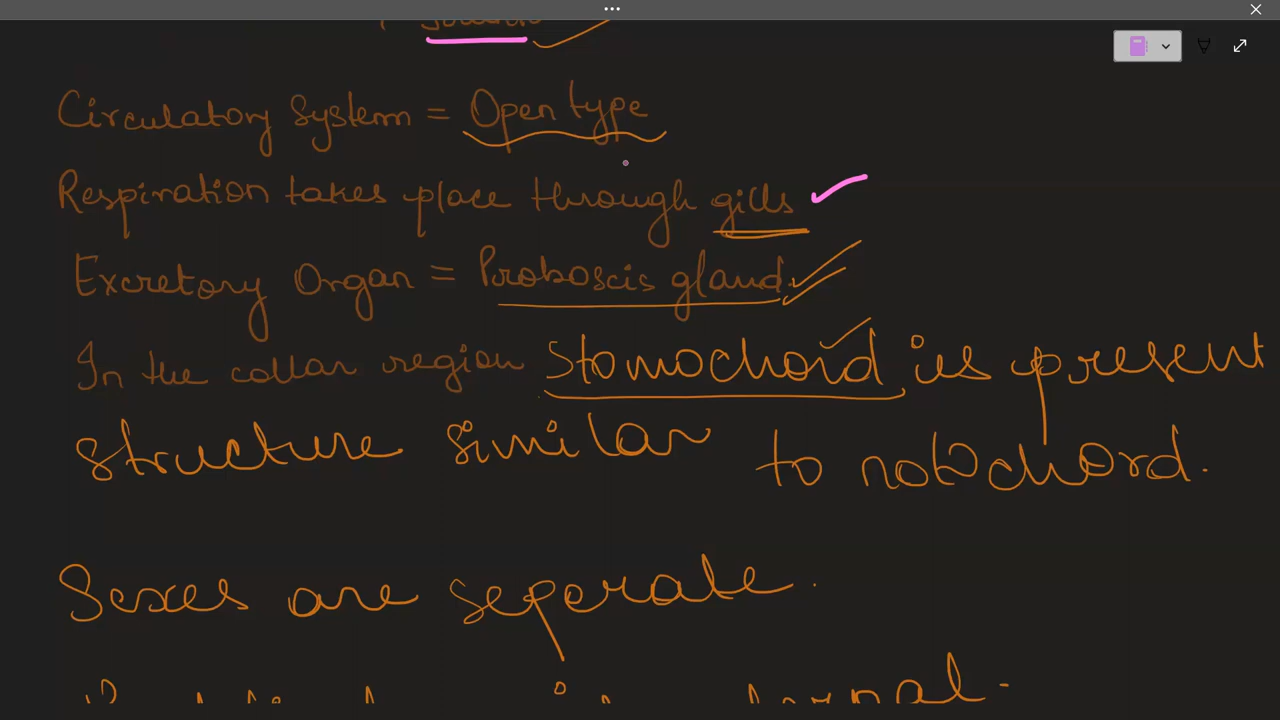 Circulatory System = Open type
Respiration takes place through gills
Excretory Organ = Proboscis gland.
In the collar region Stomochord is present
structure similar to notochord.
Sexes are seperate.